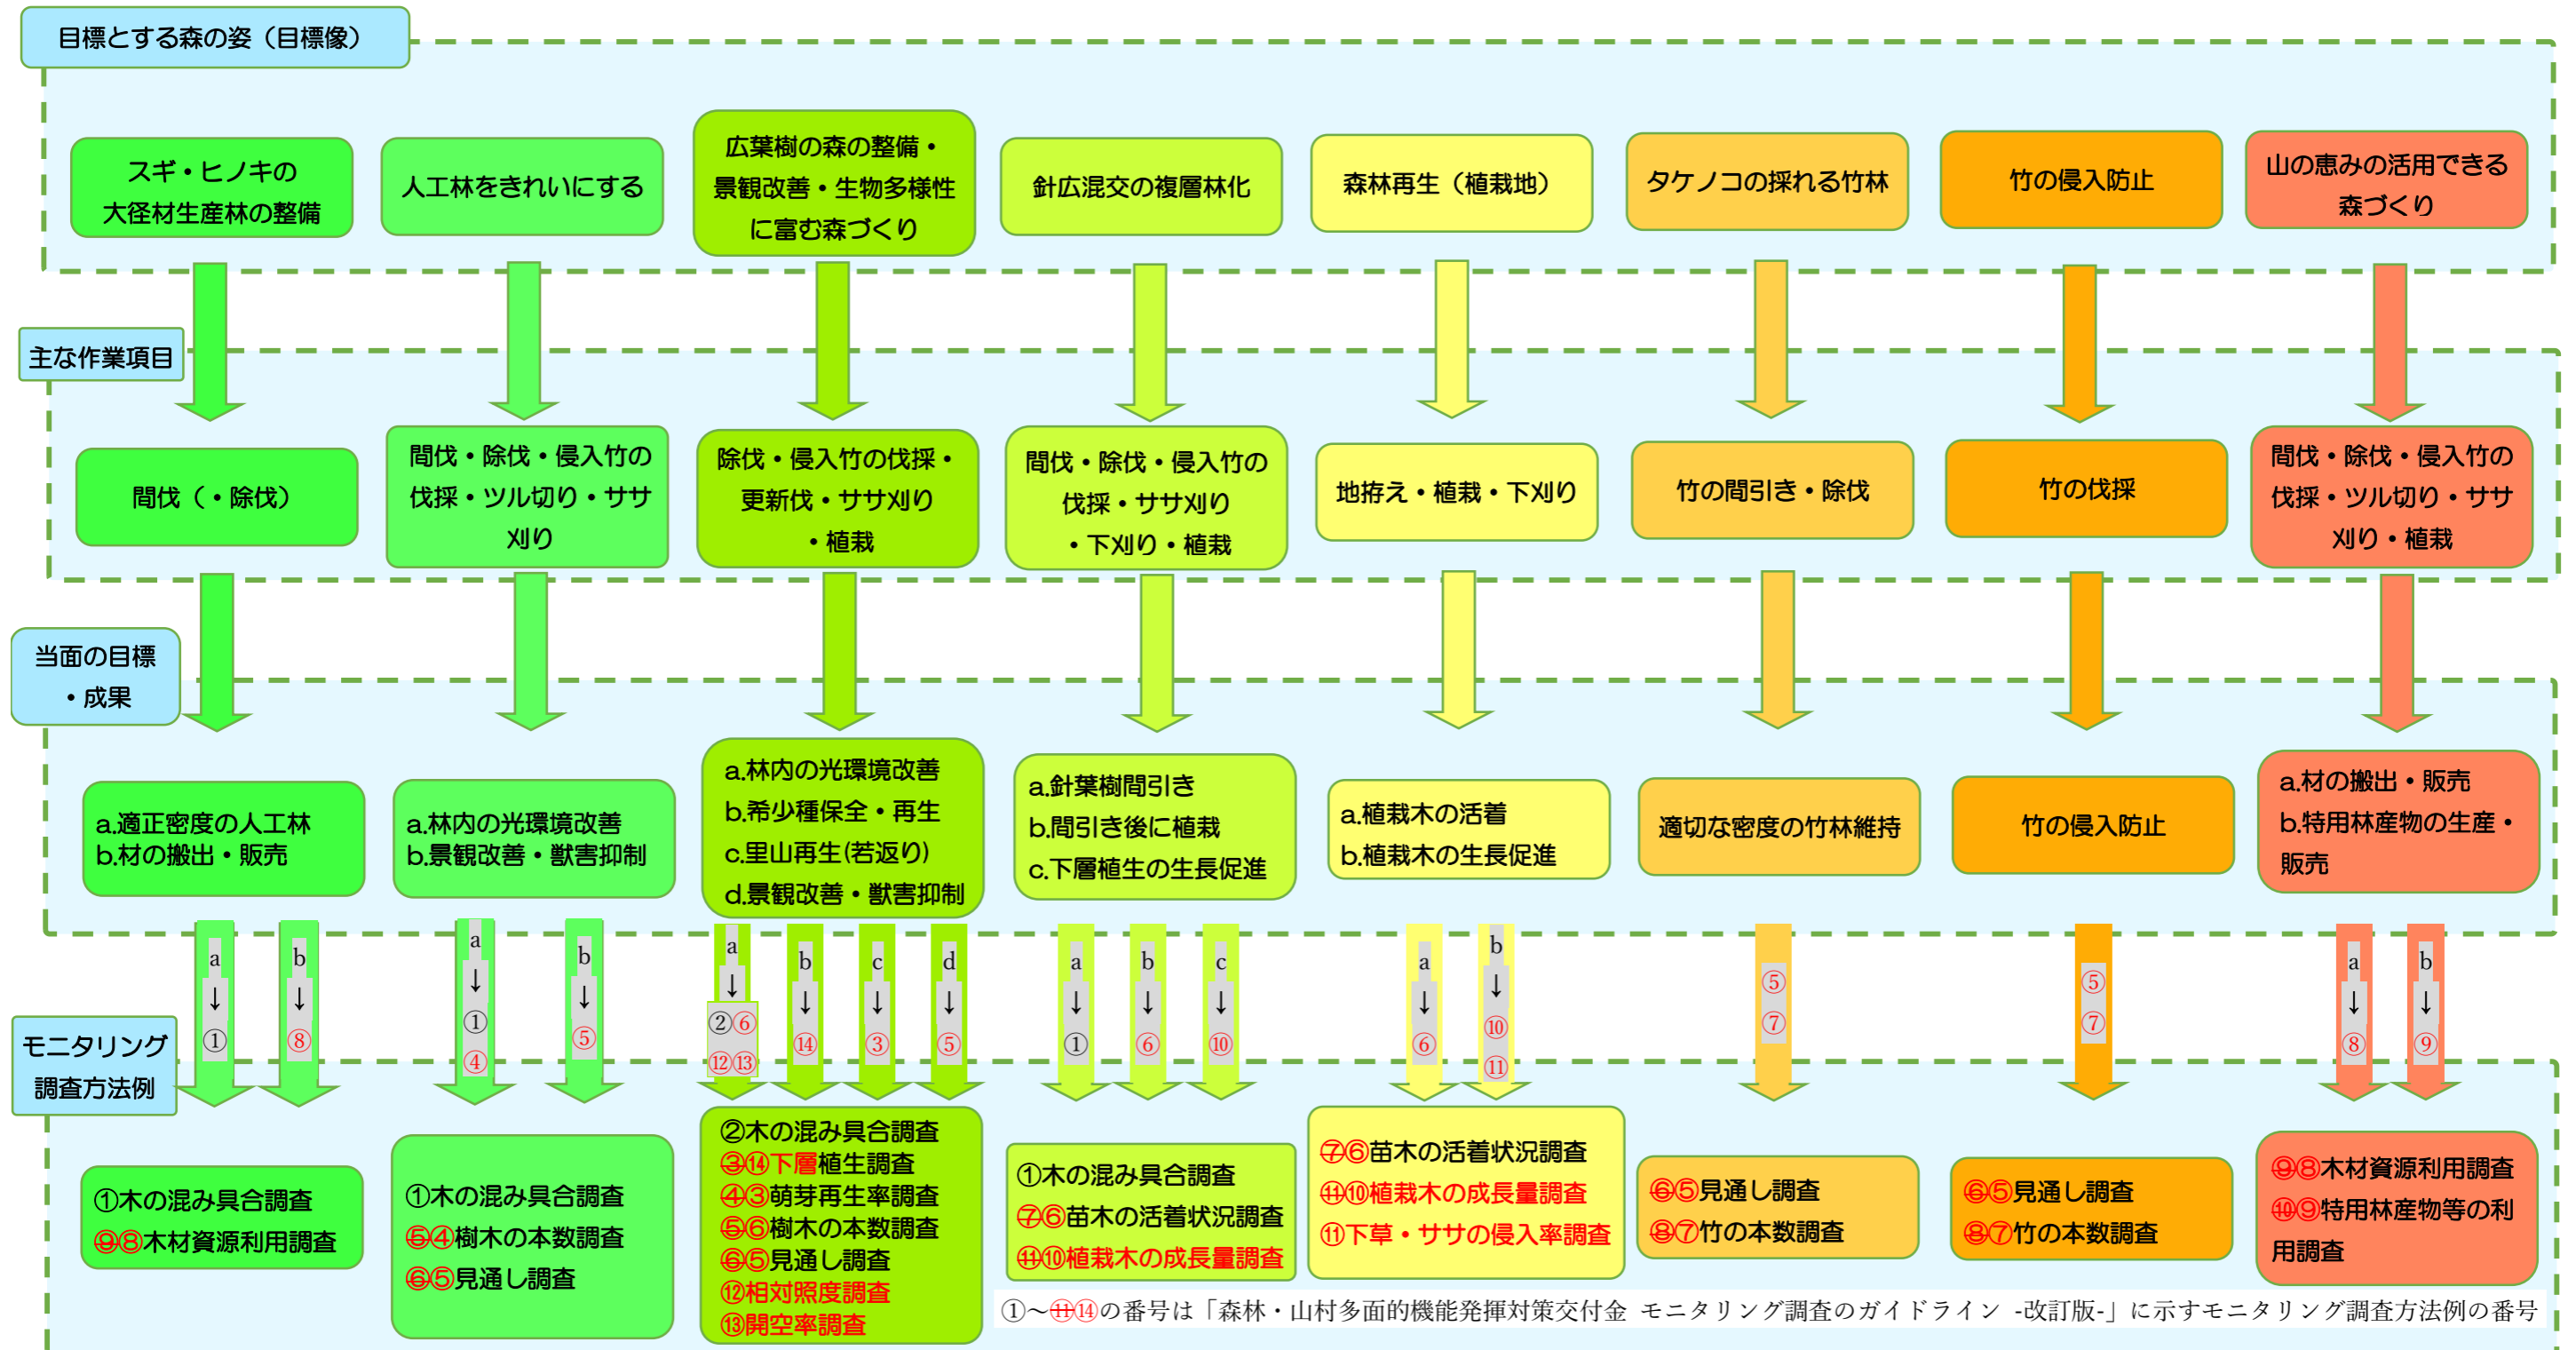 目標とする森の姿（目標像）
スギ・ヒノキの
大径材生産林の整備
人工林をきれいにする
広葉樹の森の整備・
景観改善・生物多様性
に富む森づくり
針広混交の複層林化
森林再生（植栽地）
タケノコの採れる竹林
竹の侵入防止
山の恵みの活用できる
森づくり
主な作業項目
間伐（・除伐）
間伐・除伐・侵入竹の
伐採・ツル切り・ササ
刈り
除伐・侵入竹の伐採・
更新伐・ササ刈り
・植栽
間伐・除伐・侵入竹の
伐採・ササ刈り
・下刈り・植栽
地拵え・植栽・下刈り
竹の間引き・除伐
竹の伐採
間伐・除伐・侵入竹の
伐採・ツル切り・ササ
刈り・植栽
当面の目標
・成果
a.適正密度の人工林
b.材の搬出・販売
a.林内の光環境改善
b.景観改善・獣害抑制
a.林内の光環境改善
b.希少種保全・再生
c.里山再生(若返り)
d.景観改善・獣害抑制
a.針葉樹間引き
b.間引き後に植栽
c.下層植生の生長促進
a.植栽木の活着
b.植栽木の生長促進
適切な密度の竹林維持
竹の侵入防止
a.材の搬出・販売
b.特用林産物の生産・
販売
a
↓
①
b
↓
⑧
a
↓
①
④
b
↓
⑤
a
↓
②⑥
⑫⑬
b
↓
⑭
c
↓
③
d
↓
⑤
a
↓
①
b
↓
⑥
c
↓
⑩
a
↓
⑥
b
↓
⑩
⑪
⑤
⑦
⑤
⑦
a
↓
⑧
b
↓
⑨
モニタリング
調査方法例
①木の混み具合調査
⑨⑧木材資源利用調査
①木の混み具合調査
⑤④樹木の本数調査
⑥⑤見通し調査
②木の混み具合調査
③⑭下層植生調査
④③萌芽再生率調査
⑤⑥樹木の本数調査
⑥⑤見通し調査
⑫相対照度調査
⑬開空率調査
①木の混み具合調査
⑦⑥苗木の活着状況調査
⑪⑩植栽木の成長量調査
⑦⑥苗木の活着状況調査
⑪⑩植栽木の成長量調査
⑪下草・ササの侵入率調査
⑥⑤見通し調査
⑧⑦竹の本数調査
⑥⑤見通し調査
⑧⑦竹の本数調査
⑨⑧木材資源利用調査
⑩⑨特用林産物等の利
用調査
①～⑪⑭の番号は「森林・山村多面的機能発揮対策交付金 モニタリング調査のガイドライン -改訂版-」に示すモニタリング調査方法例の番号